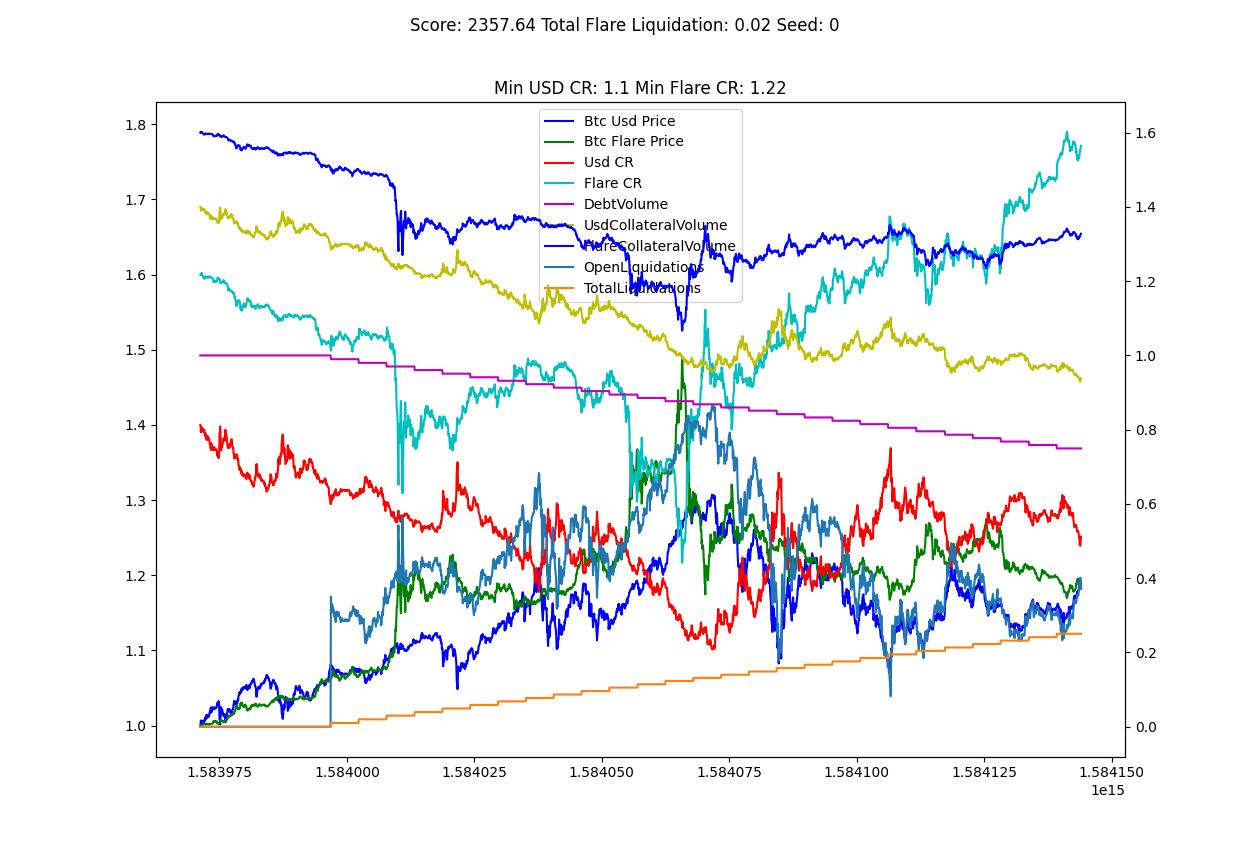 Score: 2357.64 Total Flare Liquidation: 0.02 Seed: 0
Min USD CR: 1.1 Min Flare CR: 1.22
Btc Usd Price
Btc Flare Price
Usd CR
Flare CR
DebtVolume
UsdCollateralVolume
FlareCollateralVolume
OpenLiquidations
TotalLiquidations
1.8
1.7
1.6
1.5
1.4
1.3
1.2
1.1
1.0
1.6
1.4
1.2
1.0
0.8
0.6
0.4
0.2
0.0
1.583975 1.584000 1.584025 1.584050 1.584075 1.584100 1.584125 1.584150
1e15